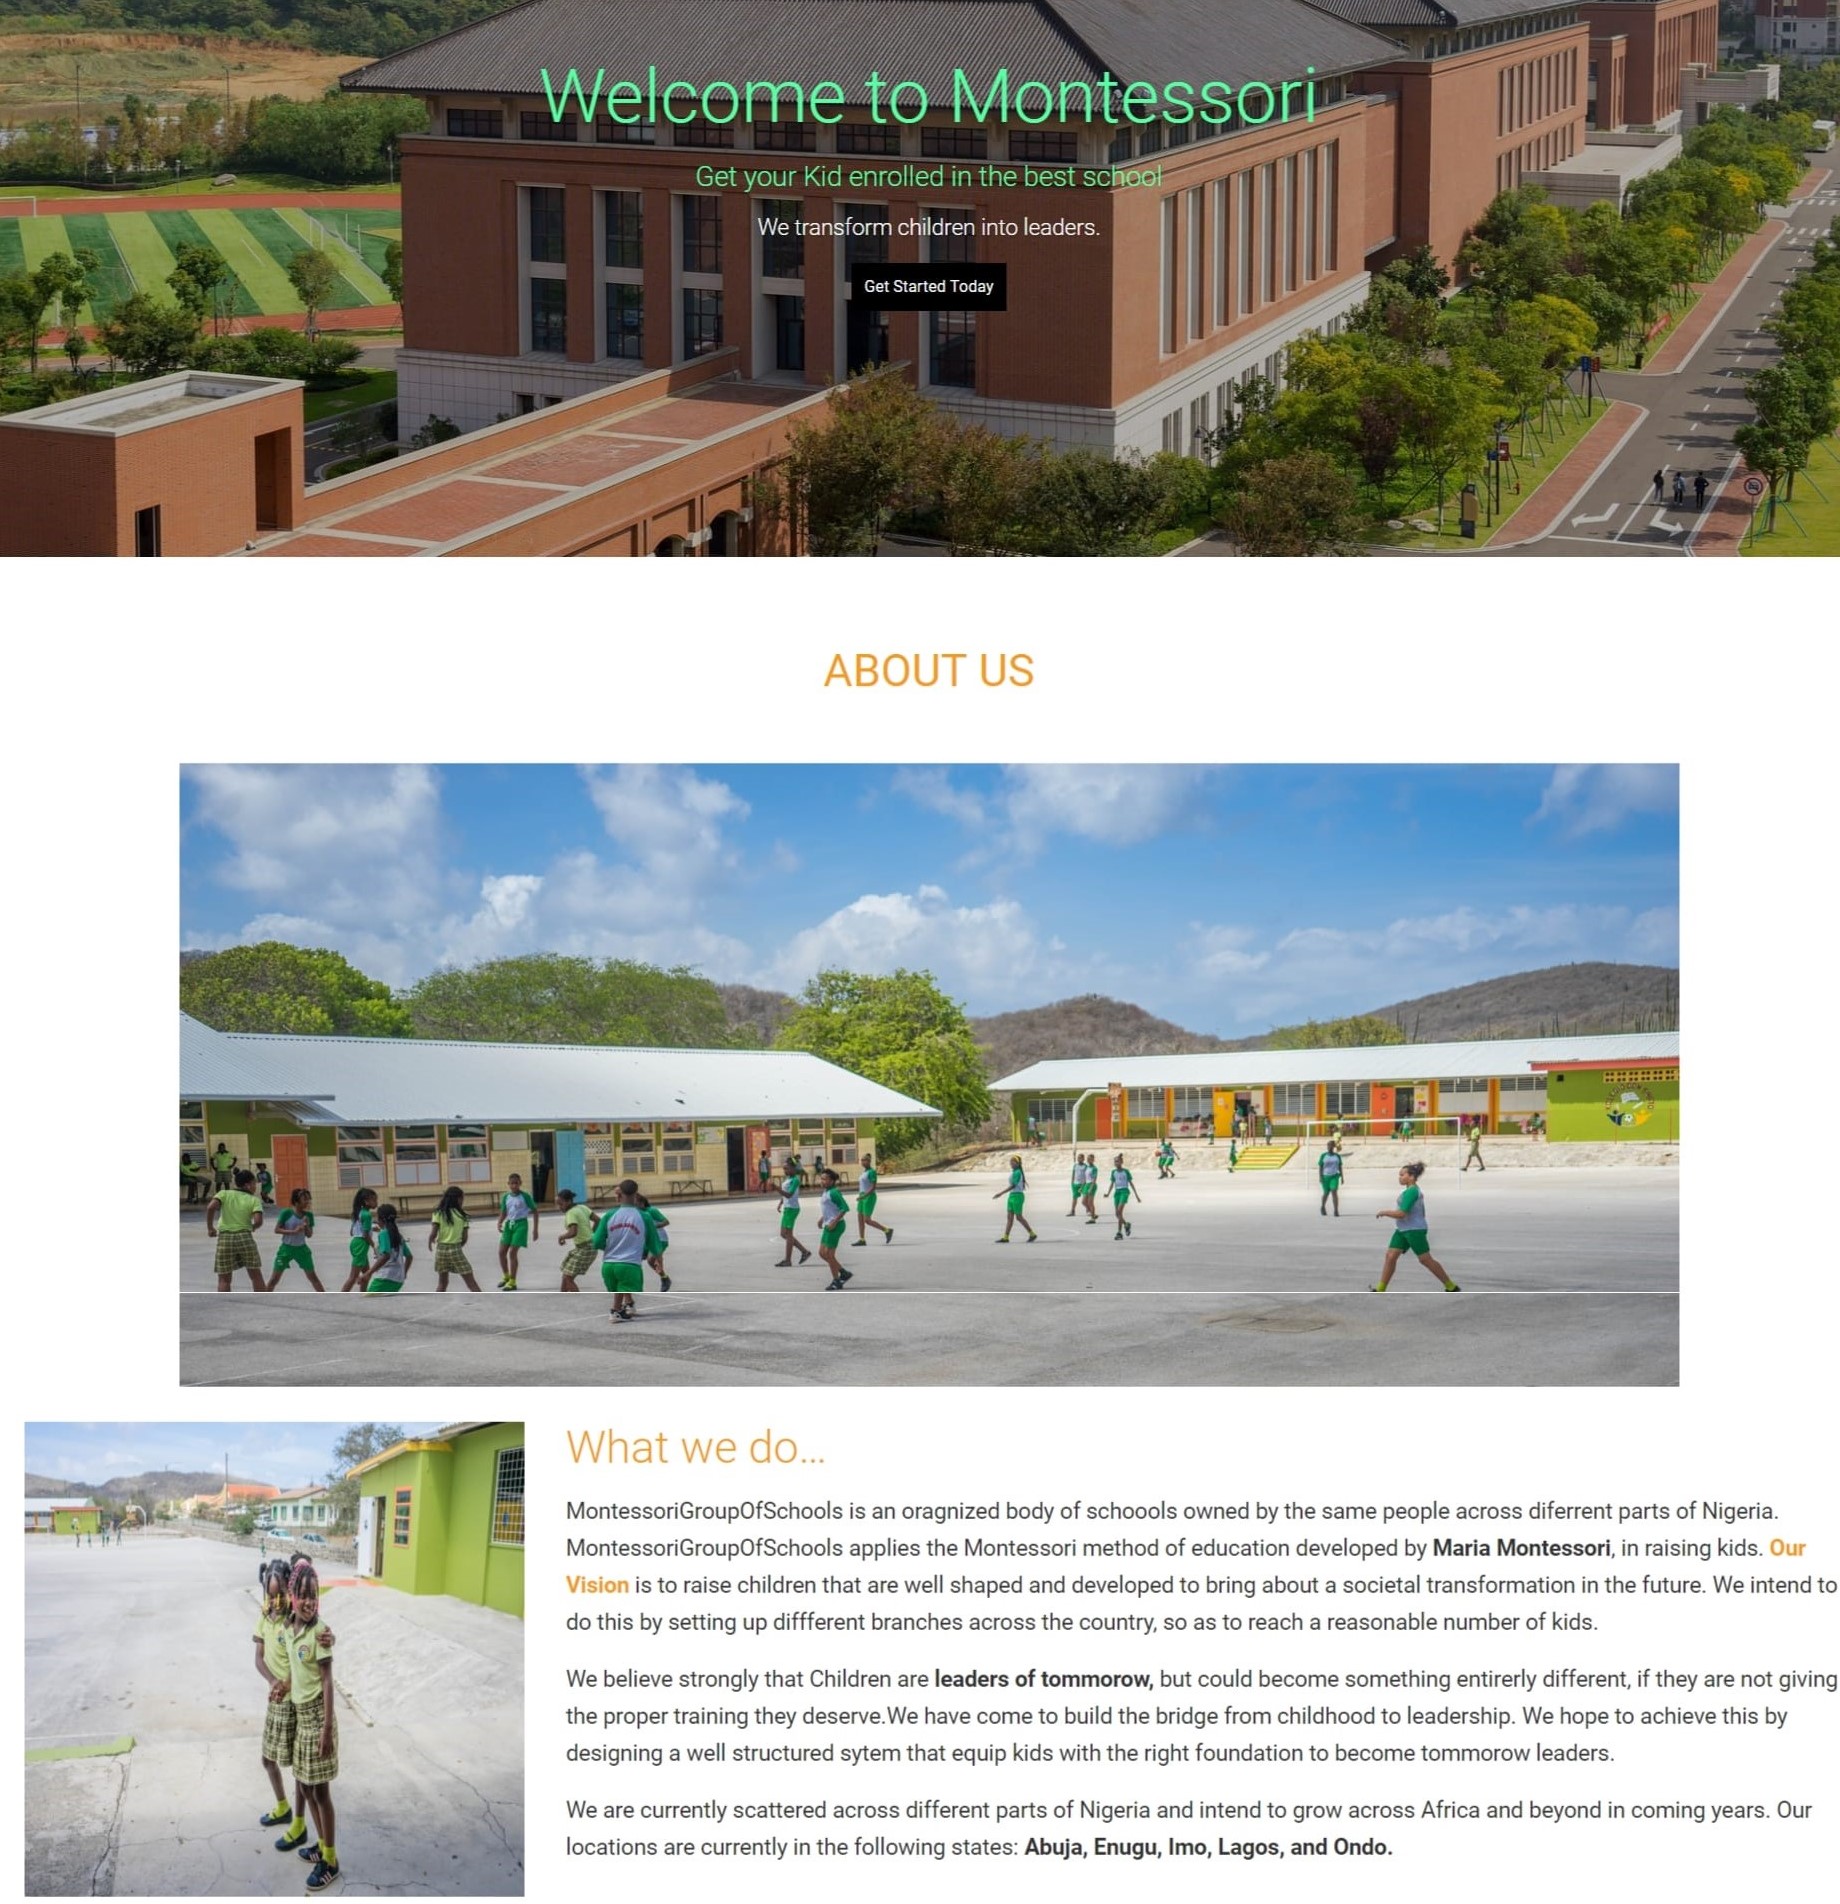 Welcome to Montessori
Get your Kid enrolled in the best school
We transform children into leaders.
Get Started Today
ABOUT US
What we do...
MontessoriGroupOfSchools is an oragnized body of schoools owned by the same people across diferrent parts of Nigeria.
MontessoriGroupOfSchools applies the Montessori method of education developed by Maria Montessori, in raising kids. Our
Vision is to raise children that are well shaped and developed to bring about a societal transformation in the future. We intend to
do this by setting up diffferent branches across the country, so as to reach a reasonable number of kids.
We believe strongly that Children are leaders of tommorow, but could become something entirerly different, if they are not giving
the proper training they deserve.We have come to build the bridge from childhood to leadership. We hope to achieve this by
designing a well structured sytem that equip kids with the right foundation to become tommorow leaders.
We are currently scattered across different parts of Nigeria and intend to grow across Africa and beyond in coming years. Our
locations are currently in the following states: Abuja, Enugu, Imo, Lagos, and Ondo.